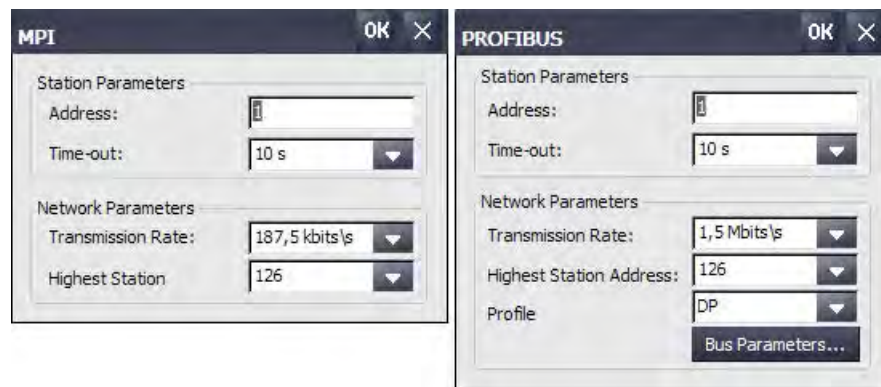 MPI OK
Station Parameters
Address: 1
Time-out: 10 s
Network Parameters
Transmission Rate: 187,5 kbits\s
Highest Station 126
PROFIBUS OK
Station Parameters
Address: 1
Time-out: 10 s
Network Parameters
Transmission Rate: 1,5 Mbits\s
Highest Station Address: 126
Profile DP
Bus Parameters...